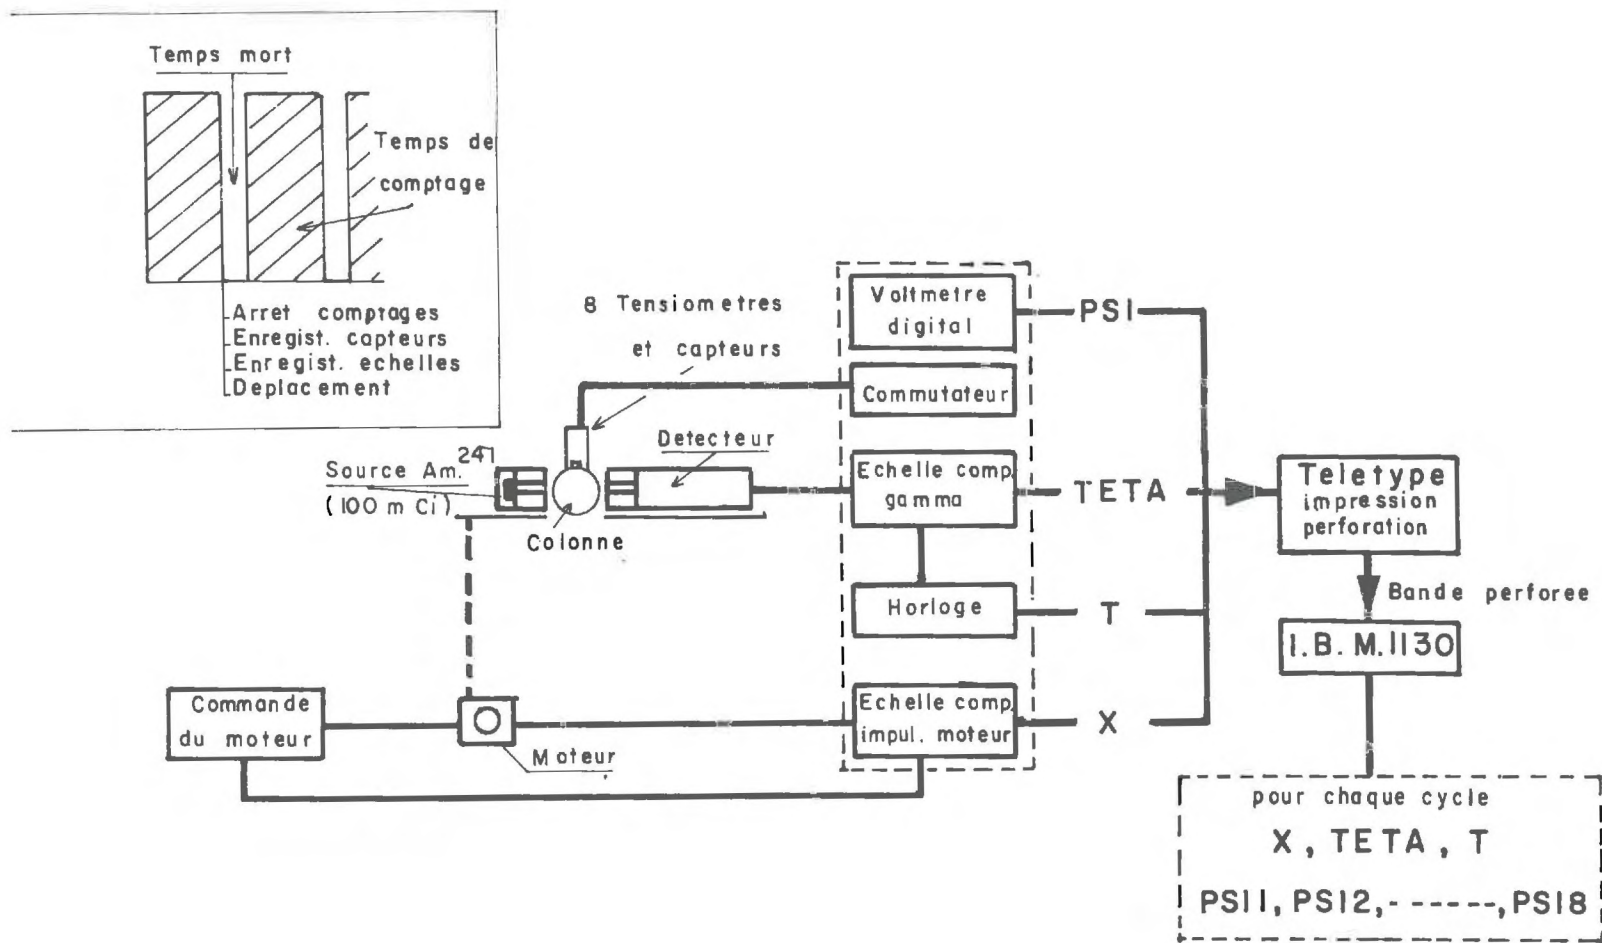 Temps mort
Temps de
comptage
Arret comptages
Enregist. capteurs
Enregist. echelles
Deplacement
8 Tensiometres
et capteurs
Source Am.241
(100 m Ci)
Detecteur
Colonne
Voltmetre
digital
Commutateur
Echelle comp.
gamma
Horloge
Echelle comp.
impul. moteur
Commande
du moteur
Moteur
PSI
TETA
T
X
Teletype
impression
perforation
Bande perforee
I.B.M.1130
pour chaque cycle
X, TETA, T
PSI1, PSI2,------, PSI8